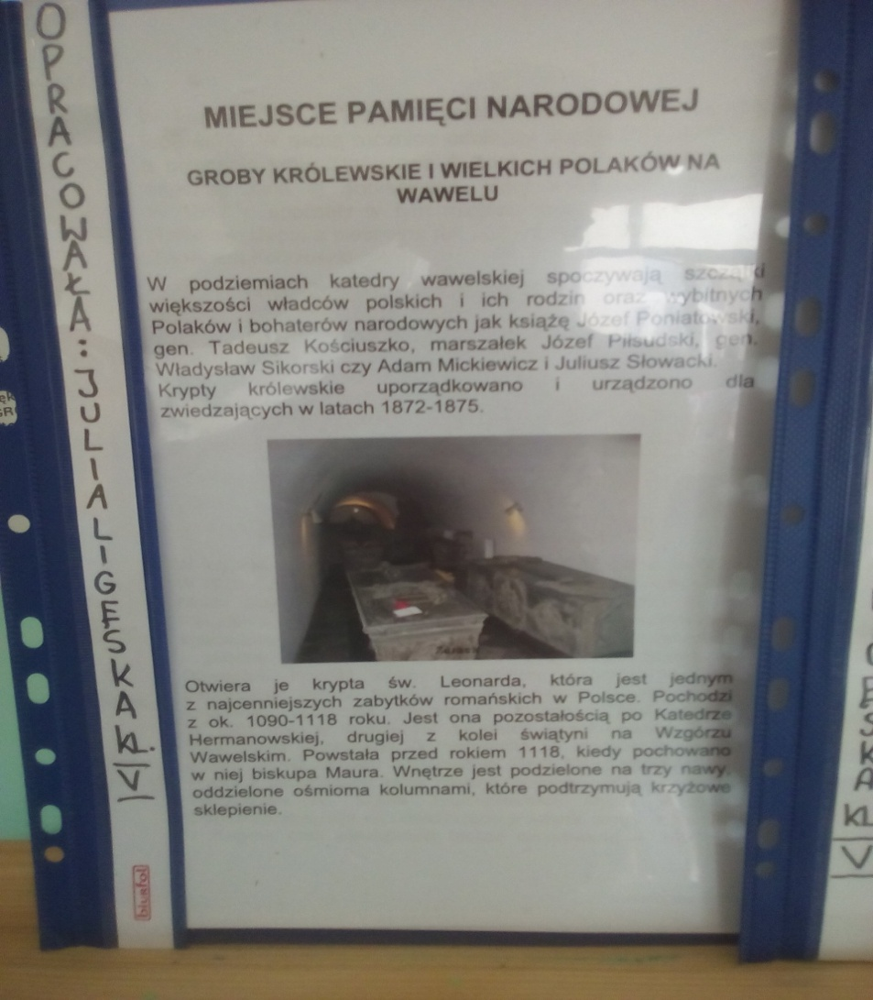 OPRACOWAŁA: JULIA LIGESKA KL. V
MIEJSCE PAMIĘCI NARODOWEJ
GROBY KRÓLEWSKIE I WIELKICH POLAKÓW NA
WAWELU
W podziemiach katedry wawelskiej spoczywają szczątki
większości władców polskich i ich rodzin oraz wybitnych
Polaków i bohaterów narodowych jak książę Józef Poniatowski,
gen. Tadeusz Kościuszko, marszałek Józef Piłsudski, gen.
Władysław Sikorski czy Adam Mickiewicz i Juliusz Słowacki.
Krypty królewskie uporządkowano i urządzono dla
zwiedzających w latach 1872-1875.
Otwiera je krypta św. Leonarda, która jest jednym
z najcenniejszych zabytków romańskich w Polsce. Pochodzi
z ok. 1090-1118 roku. Jest ona pozostałością po Katedrze
Hermanowskiej, drugiej z kolei świątyni na Wzgórzu
Wawelskim. Powstała przed rokiem 1118, kiedy pochowano
w niej biskupa Maura. Wnętrze jest podzielone na trzy nawy,
oddzielone ośmioma kolumnami, które podtrzymują krzyżowe
sklepienie.
biurfol
KL
V